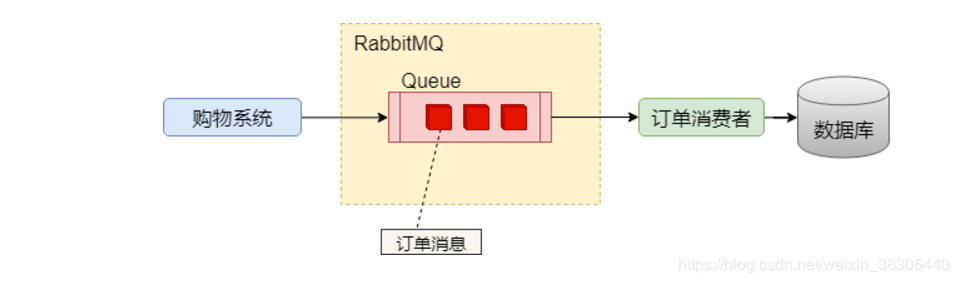 RabbitMQ
Queue
购物系统
订单消费者
数据库
订单消息
https://blog.csdn.net/weixin_38305440